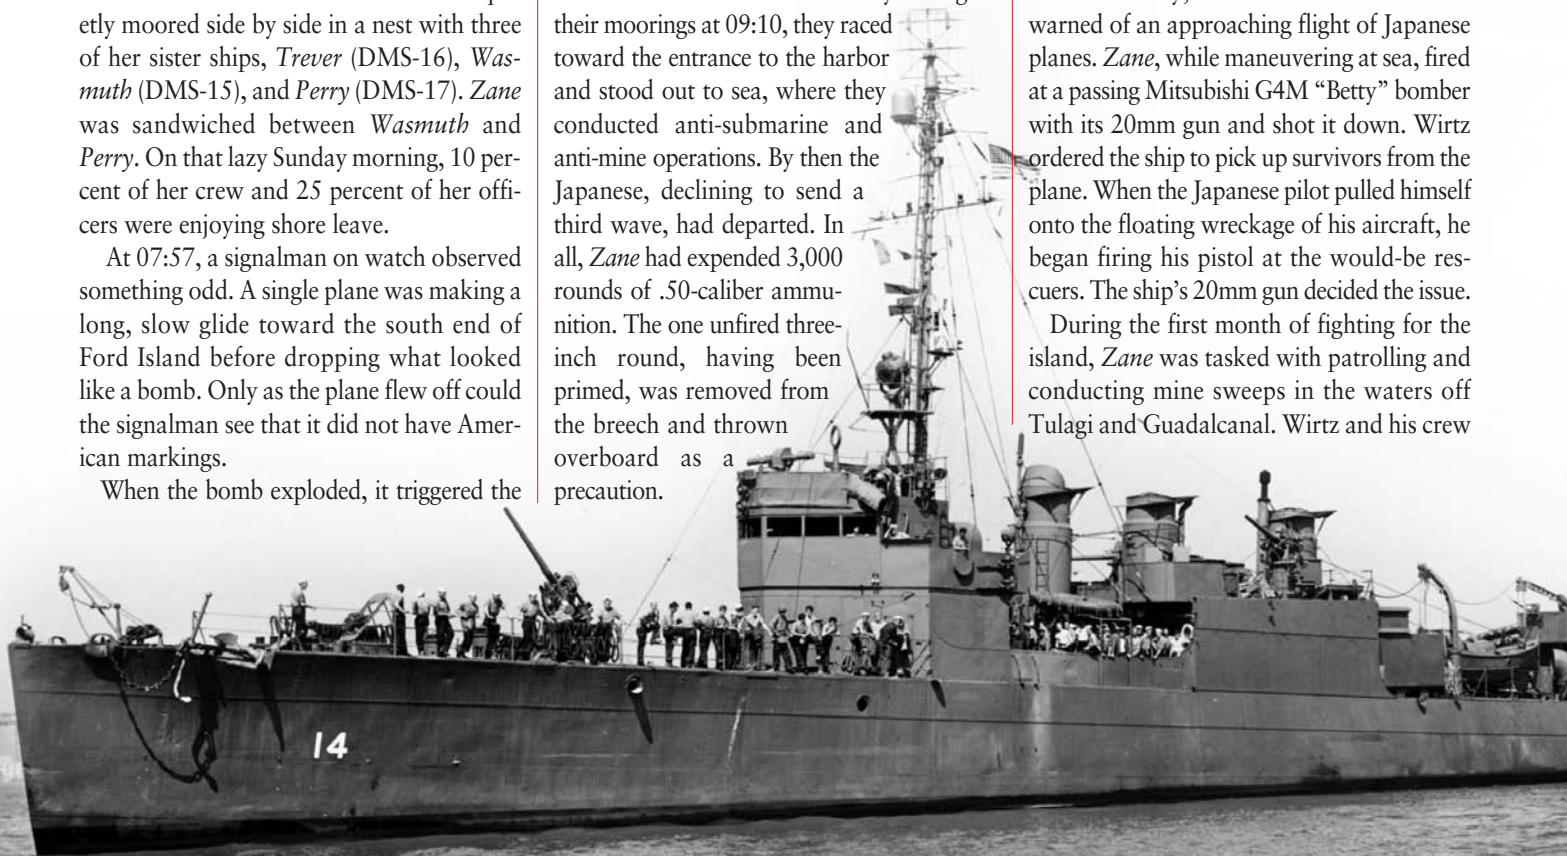 etly moored side by side in a nest with three
of her sister ships, Trever (DMS-16), Was-
muth (DMS-15), and Perry (DMS-17). Zane
was sandwiched between Wasmuth and
Perry. On that lazy Sunday morning, 10 per-
cent of her crew and 25 percent of her offi-
cers were enjoying shore leave.
At 07:57, a signalman on watch observed
something odd. A single plane was making a
long, slow glide toward the south end of
Ford Island before dropping what looked
like a bomb. Only as the plane flew off could
the signalman see that it did not have Amer-
ican markings.
When the bomb exploded, it triggered the
their moorings at 09:10, they raced
toward the entrance to the harbor
and stood out to sea, where they
conducted anti-submarine and
anti-mine operations. By then the
Japanese, declining to send a
third wave, had departed. In
all, Zane had expended 3,000
rounds of .50-caliber ammu-
nition. The one unfired three-
inch round, having been
primed, was removed from
the breech and thrown
overboard as a
precaution.
warned of an approaching flight of Japanese
planes. Zane, while maneuvering at sea, fired
at a passing Mitsubishi G4M “Betty” bomber
with its 20mm gun and shot it down. Wirtz
ordered the ship to pick up survivors from the
plane. When the Japanese pilot pulled himself
onto the floating wreckage of his aircraft, he
began firing his pistol at the would-be res-
cuers. The ship’s 20mm gun decided the issue.
During the first month of fighting for the
island, Zane was tasked with patrolling and
conducting mine sweeps in the waters off
Tulagi and Guadalcanal. Wirtz and his crew
14